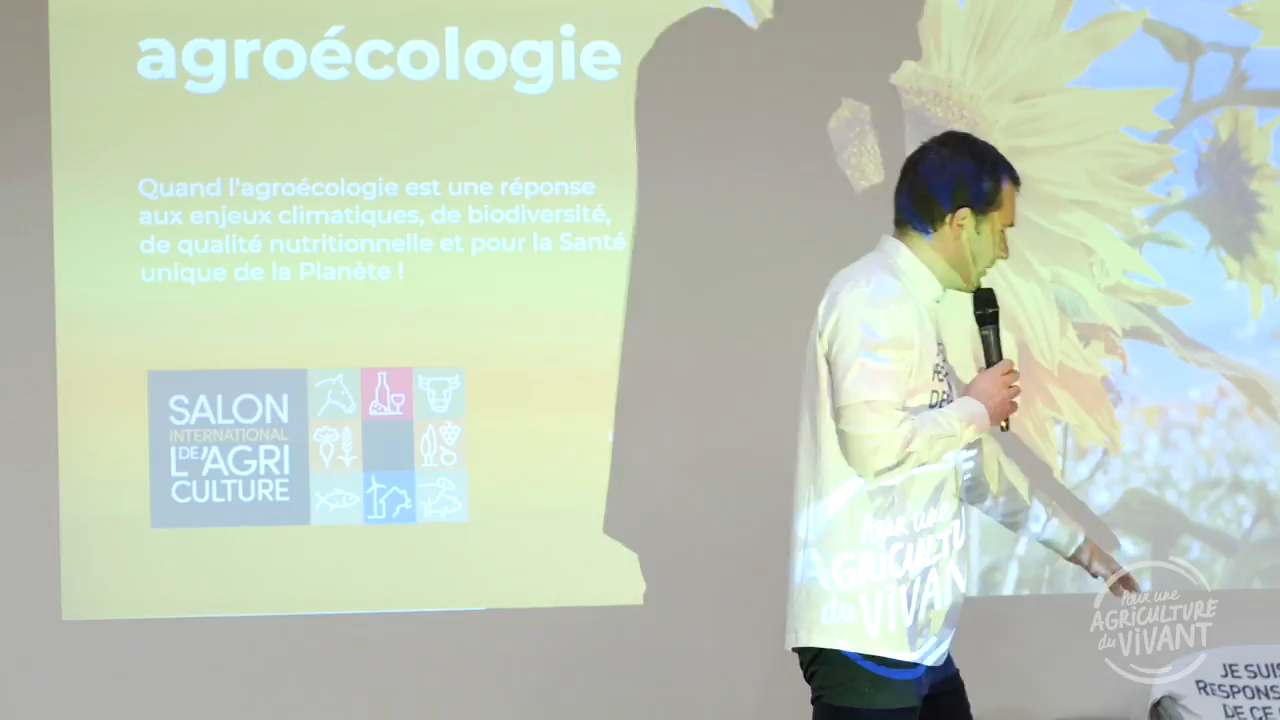 agroécologie
Quand l'agroécologie est une réponse
aux enjeux climatiques, de biodiversité,
de qualité nutritionnelle et pour la Santé
unique de la Planète !
SALON
INTERNATIONAL
DE
L'AGRI
CULTURE
Pour une
AGRICULTU
du VIVAN
Pour une
AGRICULTURE
du VIVANT
JE SUIS
RESPONS
DE CE